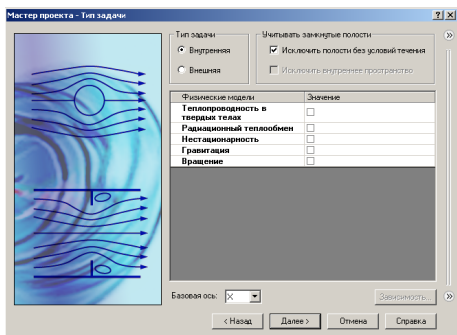 Мастер проекта - Тип задачи
Тип задачи
Внутренняя
Внешняя
Учитывать замкнутые полости
Исключить полости без условий течения
Исключить внутреннее пространство
Физические модели Значение
Теплопроводность в
твердых телах
Радиационный теплообмен
Нестационарность
Гравитация
Вращение
Базовая ось: X
Зависимость...
< Назад Далее > Отмена Справка